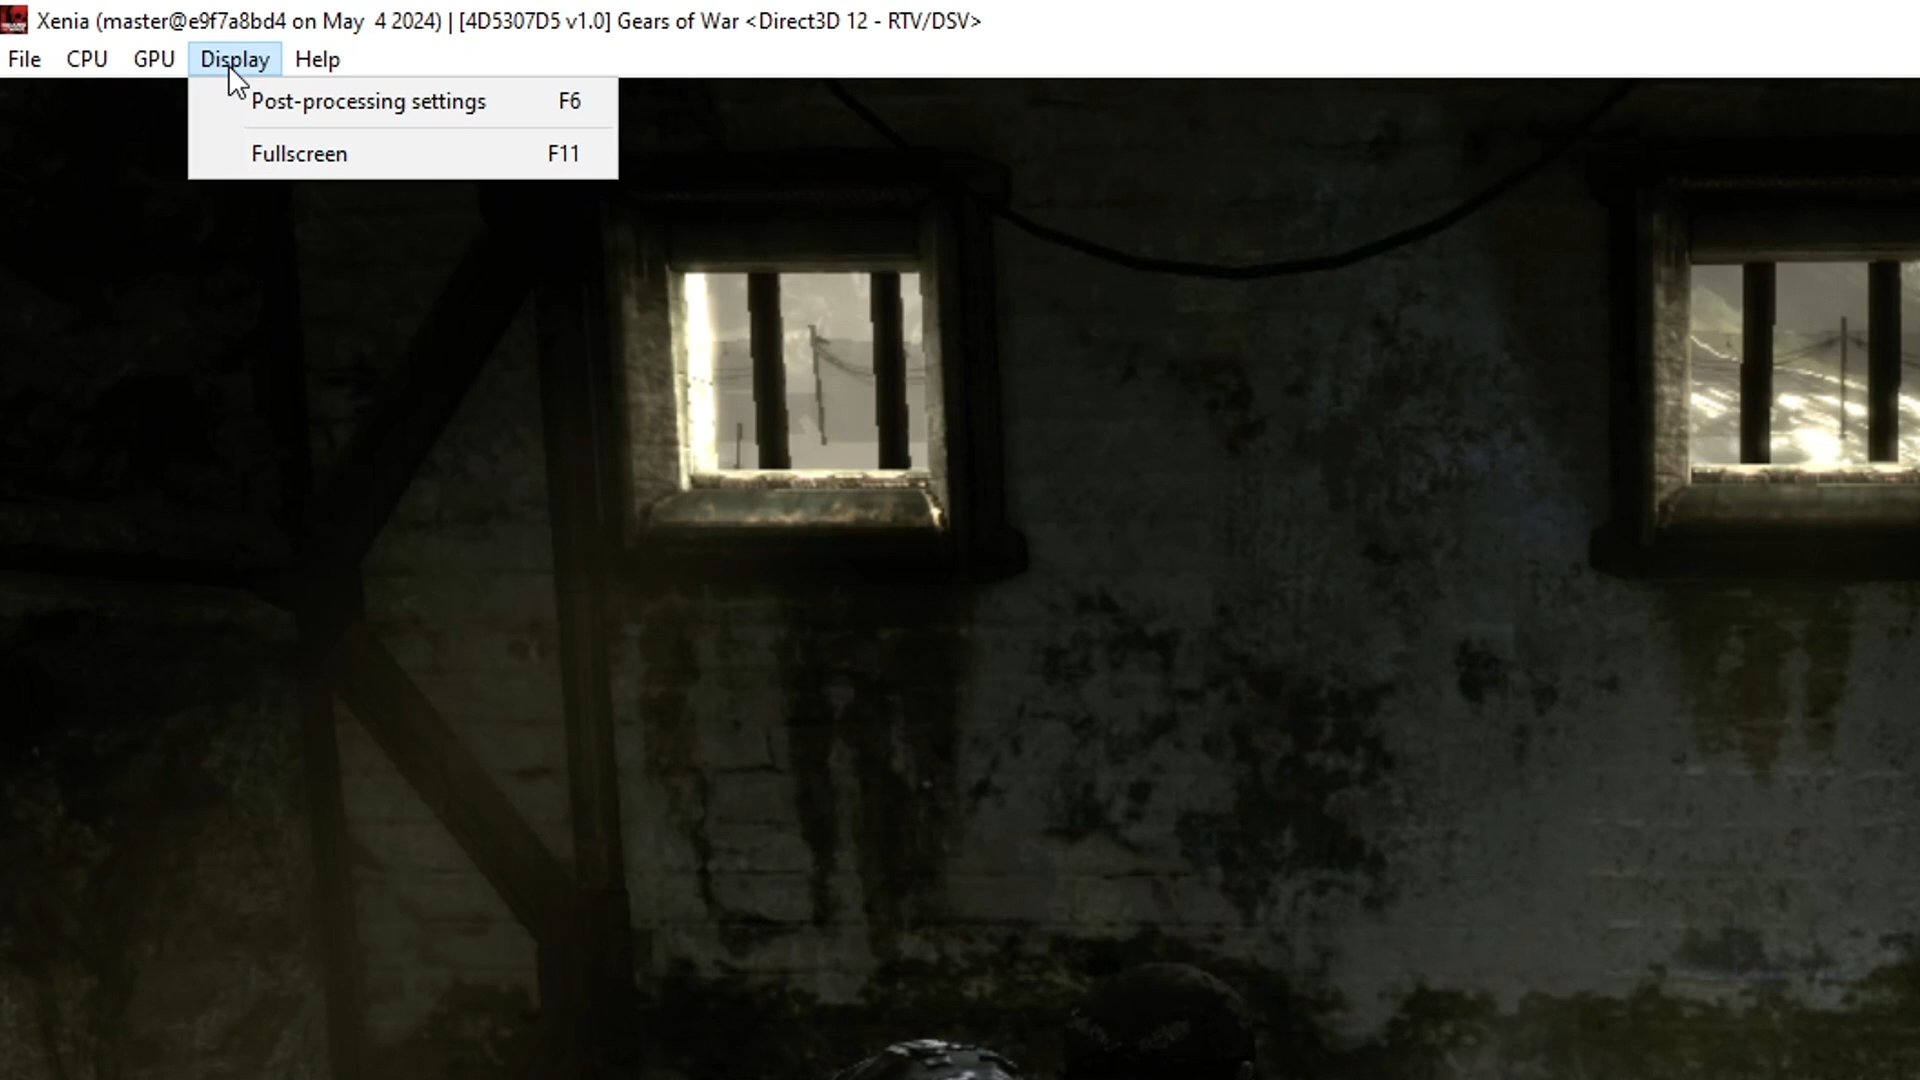 Xenia (master@e9f7a8bd4 on May  4 2024) | [4D5307D5 v1.0] Gears of War <Direct3D 12 - RTV/DSV>
File CPU GPU Display Help
Post-processing settings F6
Fullscreen F11